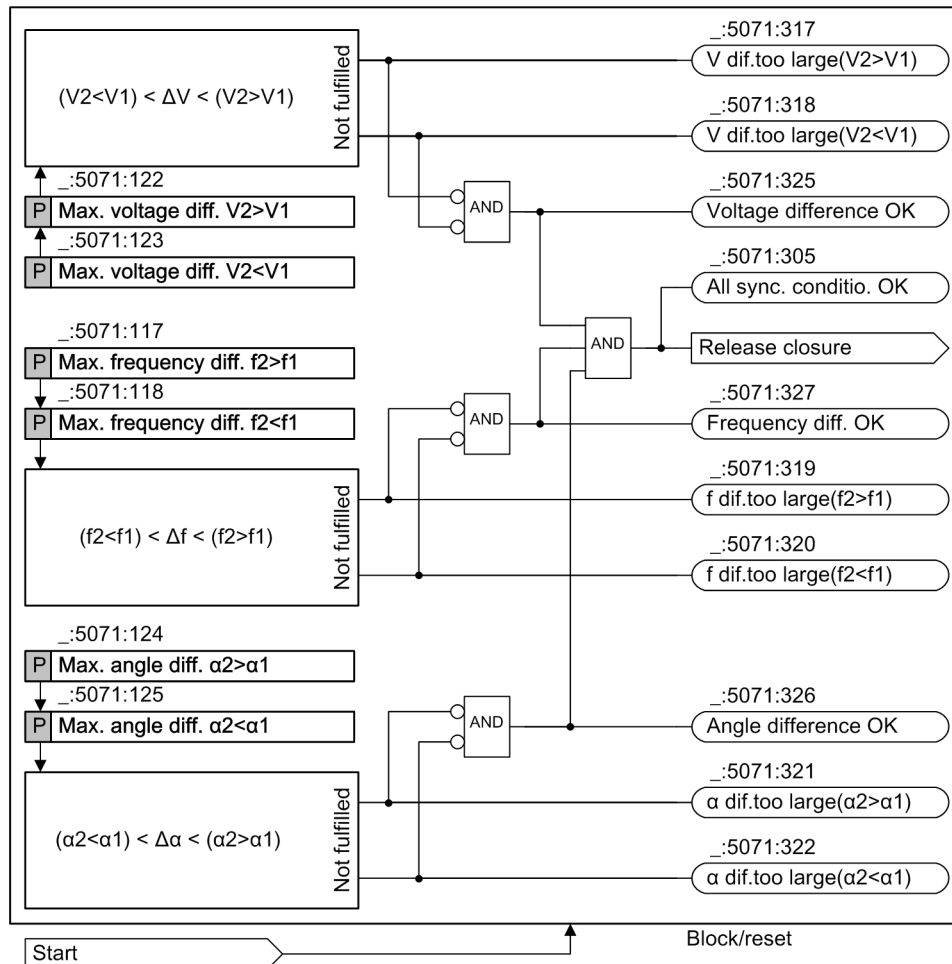 _:5071:317
V dif.too large(V2>V1)
(V2<V1) < ΔV < (V2>V1)
Not fulfilled
_:5071:318
V dif.too large(V2<V1)
_:5071:122
P Max. voltage diff. V2>V1
_:5071:123
P Max. voltage diff. V2<V1
AND
_:5071:325
Voltage difference OK
_:5071:305
All sync. conditio. OK
_:5071:117
P Max. frequency diff. f2>f1
AND
Release closure
_:5071:118
P Max. frequency diff. f2<f1
AND
_:5071:327
Frequency diff. OK
_:5071:319
f dif.too large(f2>f1)
(f2<f1) < Δf < (f2>f1)
Not fulfilled
_:5071:320
f dif.too large(f2<f1)
_:5071:124
P Max. angle diff. α2>α1
_:5071:125
P Max. angle diff. α2<α1
AND
_:5071:326
Angle difference OK
_:5071:321
α dif.too large(α2>α1)
(α2<α1) < Δα < (α2>α1)
Not fulfilled
_:5071:322
α dif.too large(α2<α1)
Block/reset
Start